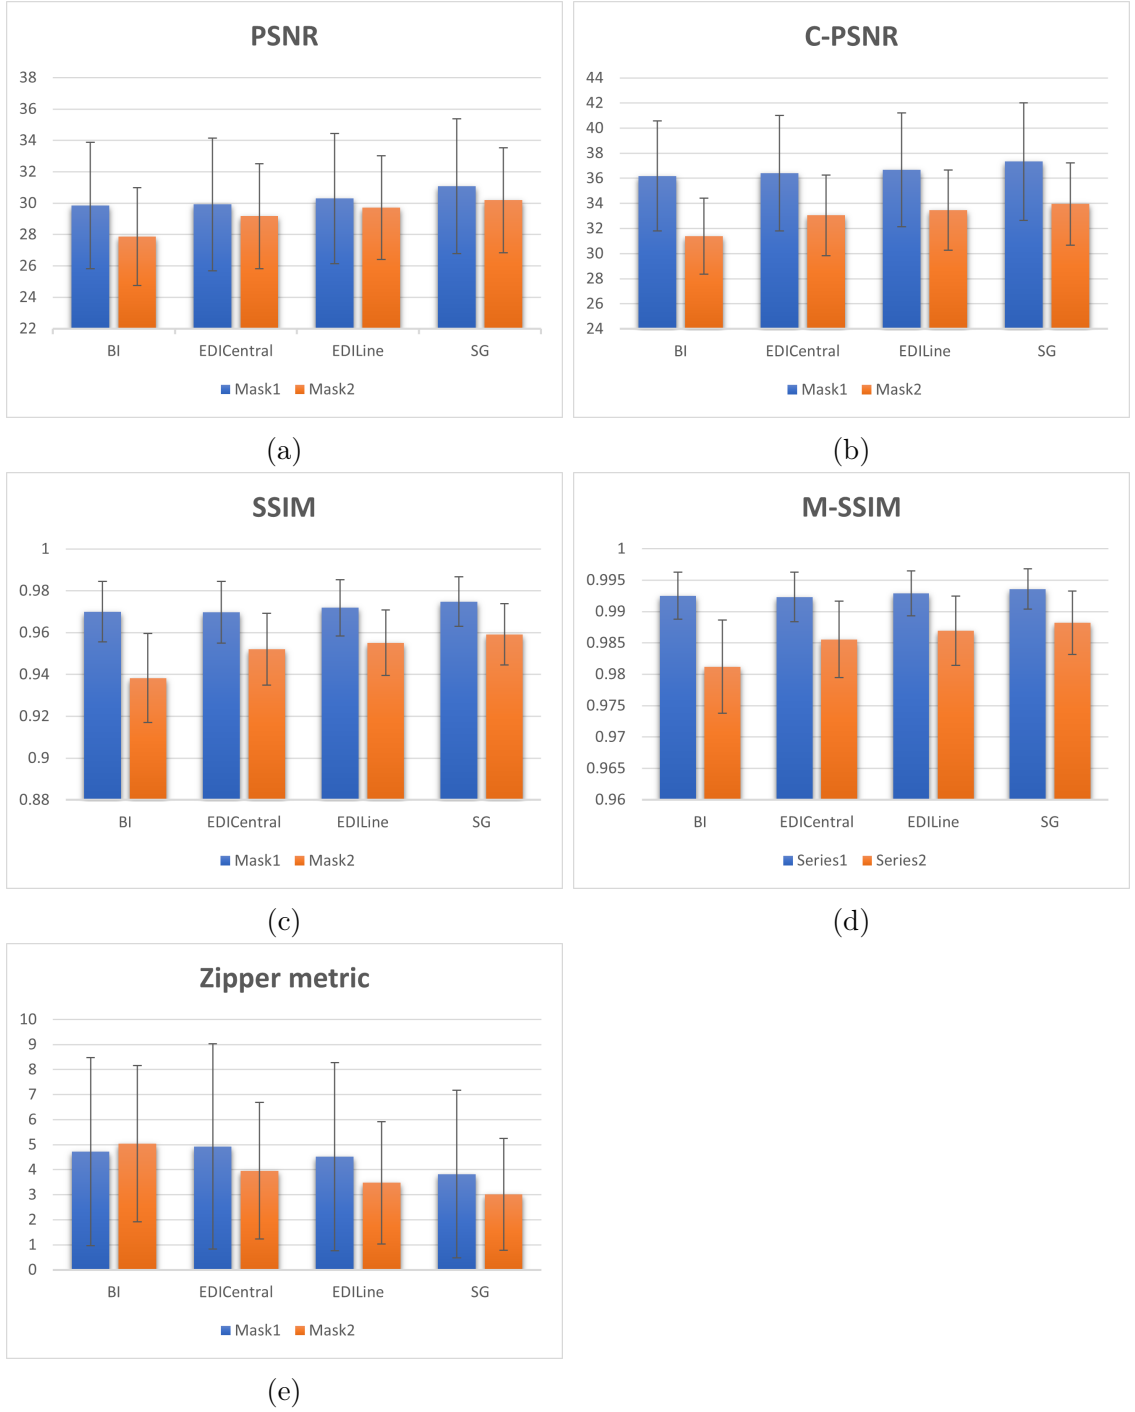 PSNR
38
36
34
32
30
28
26
24
22
BI EDICentral EDILine SG
Mask1 Mask2
(a)
C-PSNR
44
42
40
38
36
34
32
30
28
26
24
BI EDICentral EDILine SG
Mask1 Mask2
(b)
SSIM
1
0.98
0.96
0.94
0.92
0.9
0.88
BI EDICentral EDILine SG
Mask1 Mask2
(c)
M-SSIM
1
0.995
0.99
0.985
0.98
0.975
0.97
0.965
0.96
BI EDICentral EDILine SG
Series1 Series2
(d)
Zipper metric
10
9
8
7
6
5
4
3
2
1
0
BI EDICentral EDILine SG
Mask1 Mask2
(e)